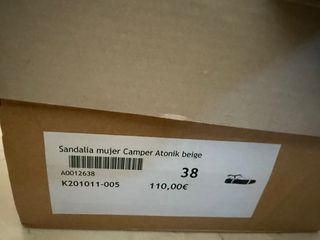 Sandalia mujer Camper Atonik beige
A0012638
38
K201011-005
110,00€